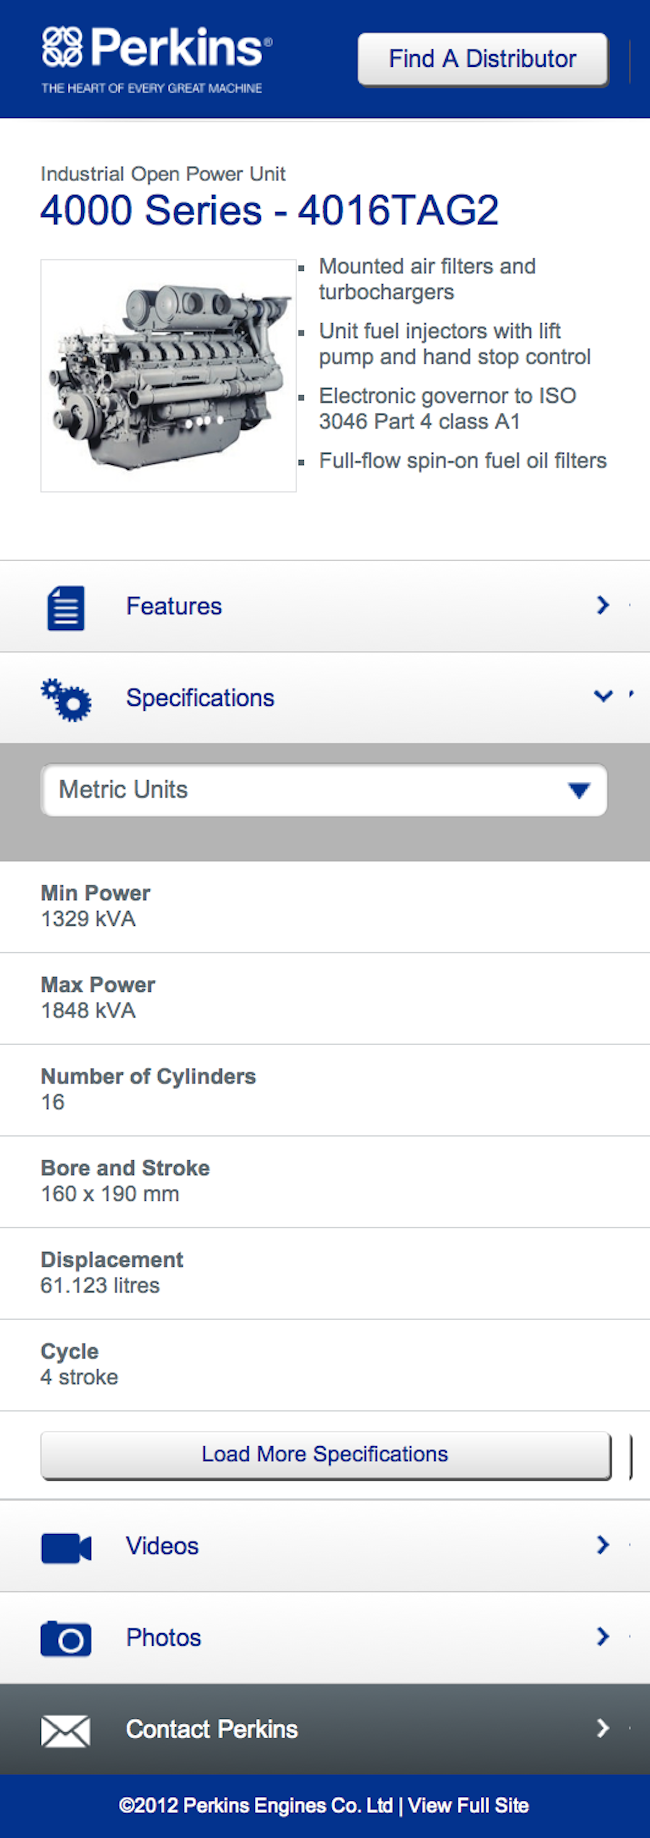 Perkins®
THE HEART OF EVERY GREAT MACHINE
Find A Distributor
Industrial Open Power Unit
4000 Series - 4016TAG2
Mounted air filters and
turbochargers
Unit fuel injectors with lift
pump and hand stop control
Electronic governor to ISO
3046 Part 4 class A1
Full-flow spin-on fuel oil filters
Perkins
Features
Specifications
Metric Units
Min Power
1329 kVA
Max Power
1848 kVA
Number of Cylinders
16
Bore and Stroke
160 x 190 mm
Displacement
61.123 litres
Cycle
4 stroke
Load More Specifications
Videos
Photos
Contact Perkins
©2012 Perkins Engines Co. Ltd | View Full Site